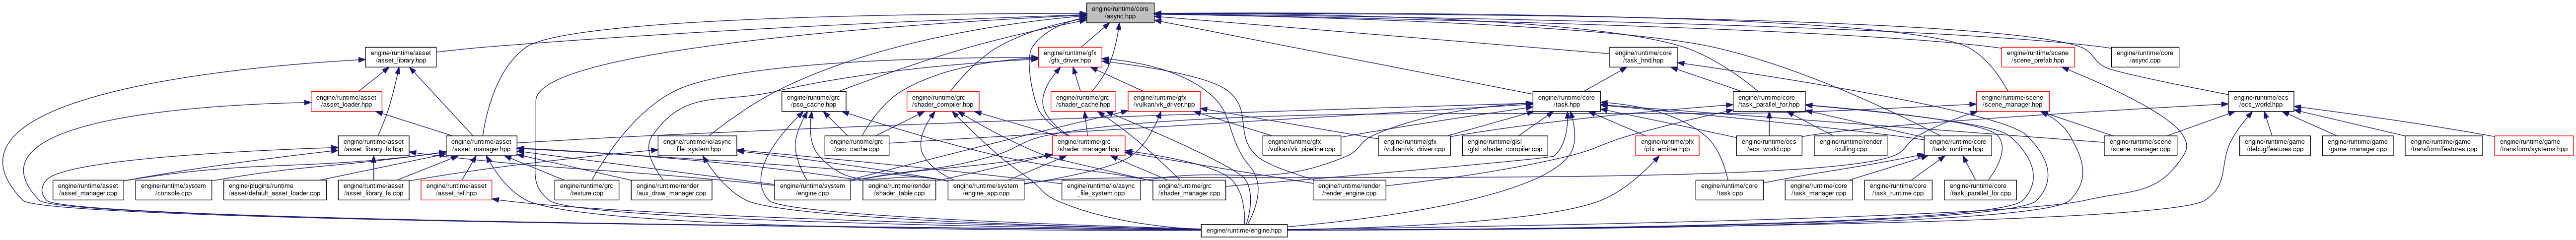 engine/runtime/core
/async.hpp
engine/runtime/asset
/asset_library.hpp
engine/runtime/gfx
/gfx_driver.hpp
engine/runtime/core
/task_hnd.hpp
engine/runtime/scene
/scene_prefab.hpp
engine/runtime/core
/async.cpp
engine/runtime/asset
/asset_loader.hpp
engine/runtime/grc
/pso_cache.hpp
engine/runtime/grc
/shader_compiler.hpp
engine/runtime/grc
/shader_cache.hpp
engine/runtime/gfx
/vulkan/vk_driver.hpp
engine/runtime/core
/task.hpp
engine/runtime/core
/task_parallel_for.hpp
engine/runtime/scene
/scene_manager.hpp
engine/runtime/ecs
/ecs_world.hpp
engine/runtime/asset
/asset_library_fs.hpp
engine/runtime/asset
/asset_manager.hpp
engine/runtime/io/async
_file_system.hpp
engine/runtime/grc
/pso_cache.cpp
engine/runtime/grc
/shader_manager.hpp
engine/runtime/gfx
/vulkan/vk_pipeline.cpp
engine/runtime/gfx
/vulkan/vk_driver.cpp
engine/runtime/glsl
/glsl_shader_compiler.cpp
engine/runtime/pfx
/pfx_emitter.hpp
engine/runtime/ecs
/ecs_world.cpp
engine/runtime/render
/culling.cpp
engine/runtime/core
/task_runtime.hpp
engine/runtime/scene
/scene_manager.cpp
engine/runtime/game
/debug/features.cpp
engine/runtime/game
/game_manager.cpp
engine/runtime/game
/transform/features.cpp
engine/runtime/game
/transform/systems.hpp
engine/runtime/asset
/asset_manager.cpp
engine/runtime/system
/console.cpp
engine/plugins/runtime
/asset/default_asset_loader.cpp
engine/runtime/asset
/asset_library_fs.cpp
engine/runtime/asset
/asset_ref.hpp
engine/runtime/grc
/texture.cpp
engine/runtime/render
/aux_draw_manager.cpp
engine/runtime/system
/engine.cpp
engine/runtime/render
/shader_table.cpp
engine/runtime/system
/engine_app.cpp
engine/runtime/io/async
_file_system.cpp
engine/runtime/grc
/shader_manager.cpp
engine/runtime/render
/render_engine.cpp
engine/runtime/core
/task.cpp
engine/runtime/core
/task_manager.cpp
engine/runtime/core
/task_runtime.cpp
engine/runtime/core
/task_parallel_for.cpp
engine/runtime/engine.hpp